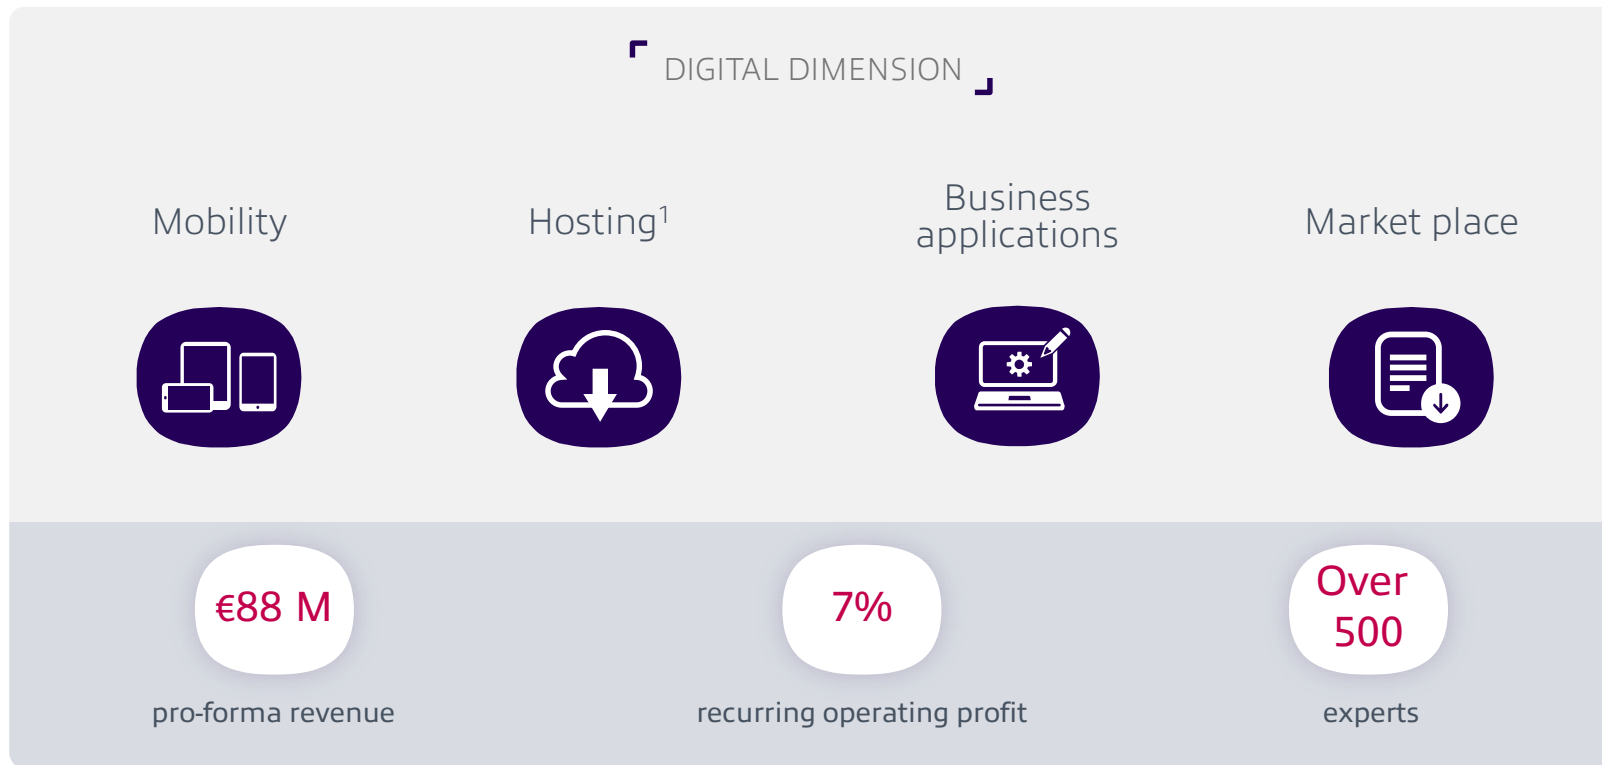 DIGITAL DIMENSION
Mobility
Hosting¹
Business
applications
Market place
€88 M
7%
Over
500
pro-forma revenue
recurring operating profit
experts